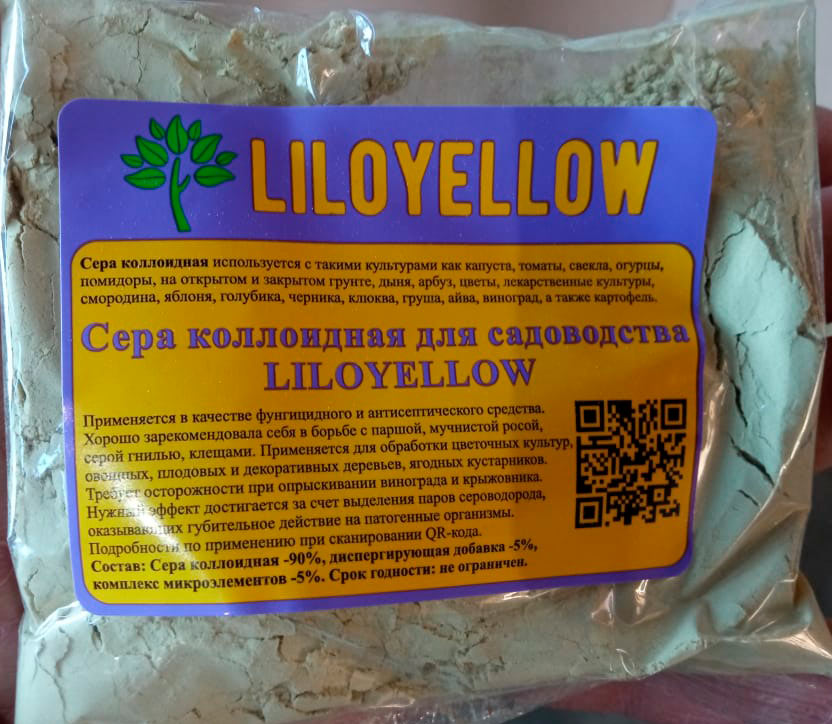 LILOYELLOW
Сера коллоидная используется с такими культурами как капуста, томаты, свекла, огурцы,
помидоры, на открытом и закрытом грунте, дыня, арбуз, цветы, лекарственные культуры,
смородина, яблоня, голубика, черника, клюква, груша, айва, виноград, а также картофель.
Сера коллоидная для садоводства
LILOYELLOW
Применяется в качестве фунгицидного и антисептического средства.
Хорошо зарекомендовала себя в борьбе с паршой, мучнистой росой,
серой гнилью, клещами. Применяется для обработки цветочных культур,
овощных, плодовых и декоративных деревьев, ягодных кустарников.
Требует осторожности при опрыскивании винограда и крыжовника.
Нужный эффект достигается за счет выделения паров сероводорода,
оказывающих губительное действие на патогенные организмы.
Подробности по применению при сканировании QR-кода.
Состав: Сера коллоидная -90%, диспергирующая добавка -5%,
комплекс микроэлементов -5%. Срок годности: не ограничен.